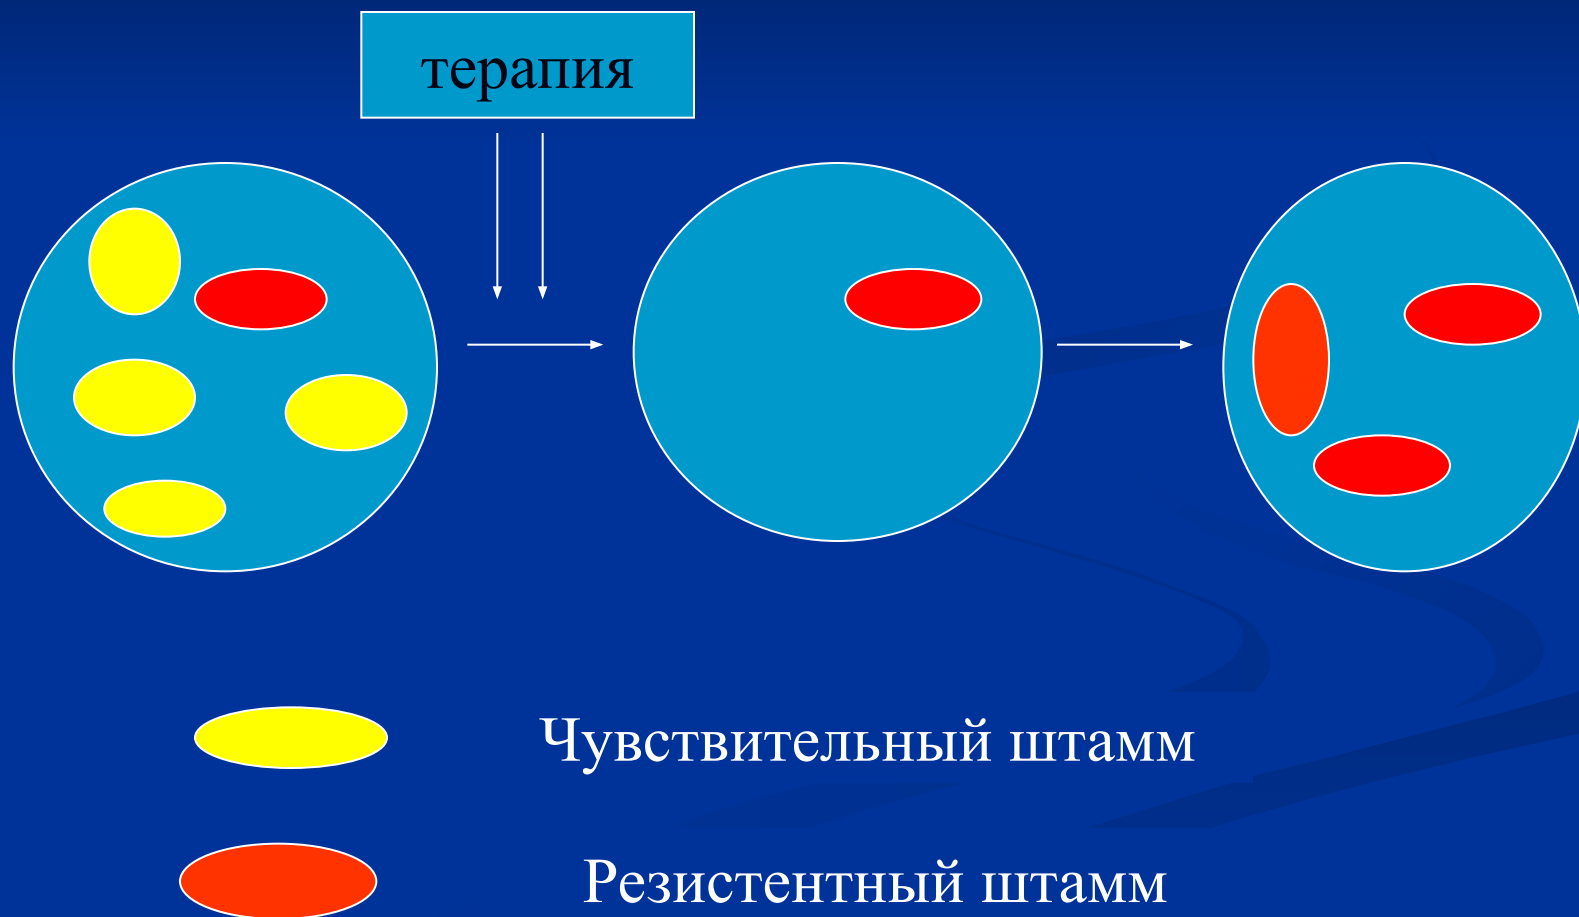 терапия
Чувствительный штамм
Резистентный штамм